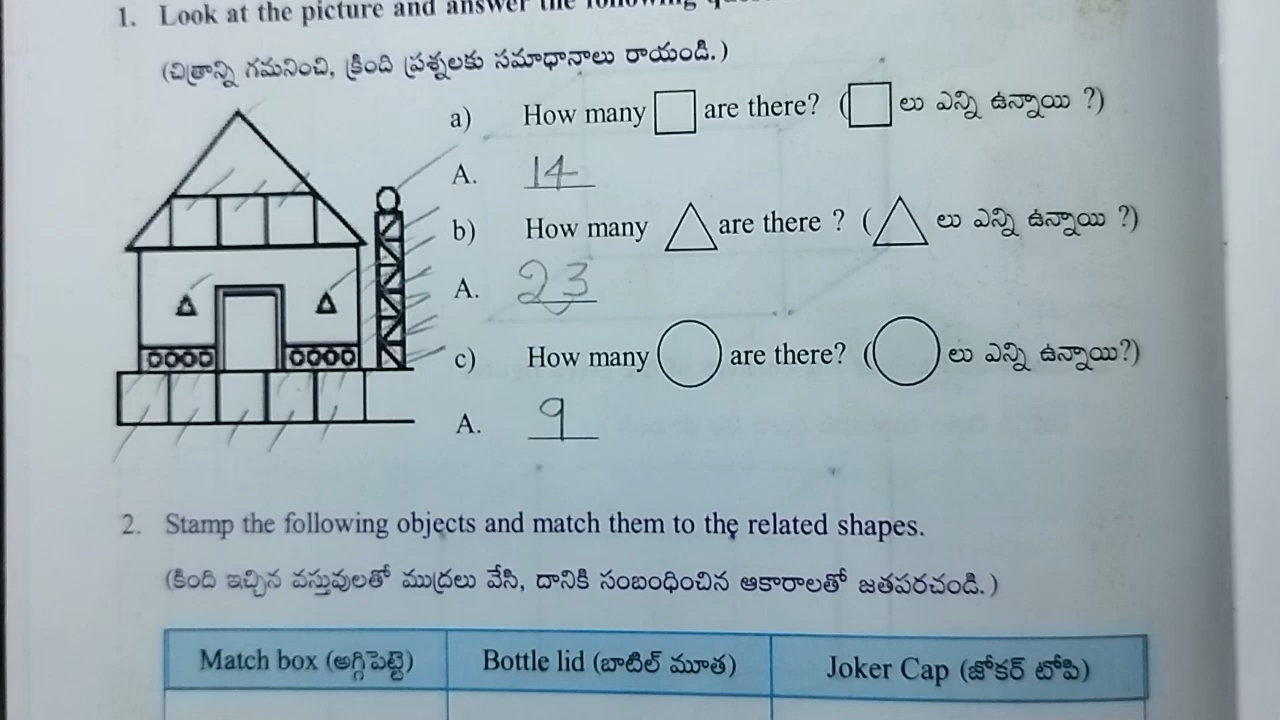 1. Look at the picture and answer the following
(చిత్రాన్ని గమనించి, క్రింది ప్రశ్నలకు సమాధానాలు రాయండి.)
a) How many □ are there? (□ లు ఎన్ని ఉన్నాయి ?)
A. 14
b) How many △ are there ? (△ లు ఎన్ని ఉన్నాయి ?)
A. 23
c) How many ○ are there? (○ లు ఎన్ని ఉన్నాయి?)
A. 9
2. Stamp the following objects and match them to the related shapes.
(కింది ఇచ్చిన వస్తువులతో ముద్రలు వేసి, దానికి సంబంధించిన ఆకారాలతో జతపరచండి.)
Match box (అగ్గిపెట్టె) Bottle lid (బాటిల్ మూత) Joker Cap (జోకర్ టోపి)